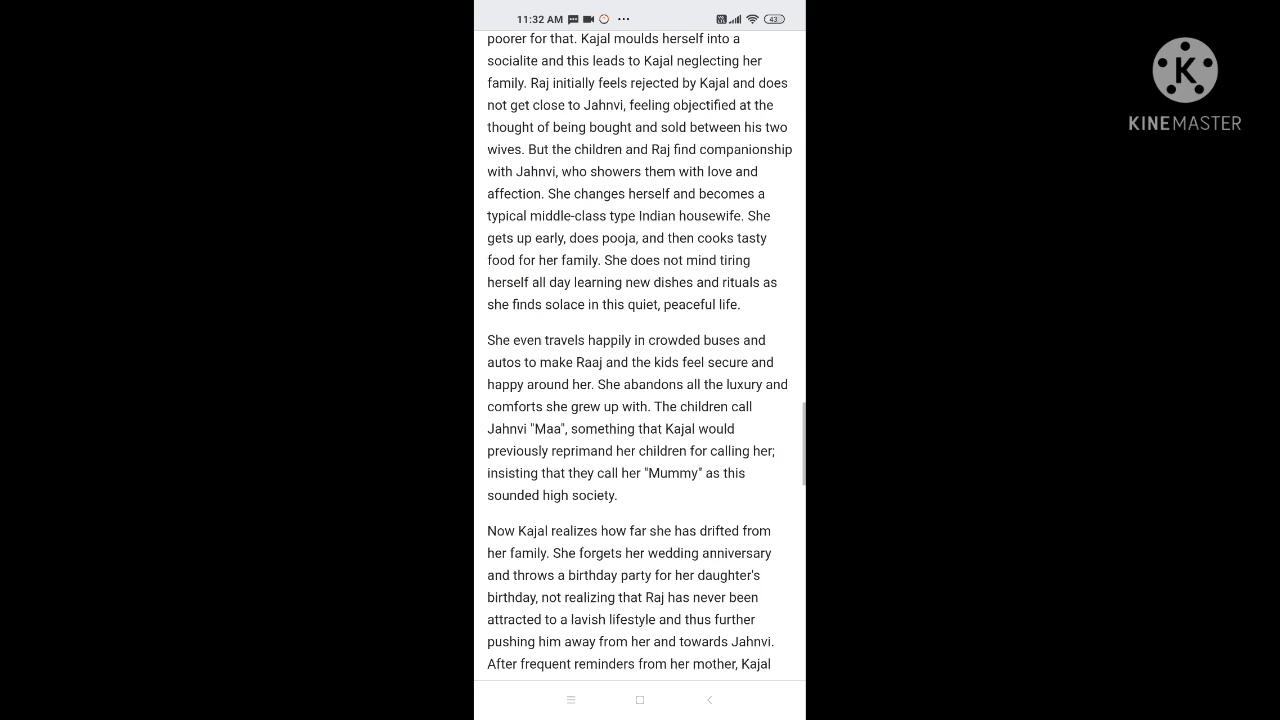 11:32 AM
43
poorer for that. Kajal moulds herself into a
socialite and this leads to Kajal neglecting her
family. Raj initially feels rejected by Kajal and does
not get close to Jahnvi, feeling objectified at the
thought of being bought and sold between his two
wives. But the children and Raj find companionship
with Jahnvi, who showers them with love and
affection. She changes herself and becomes a
typical middle-class type Indian housewife. She
gets up early, does pooja, and then cooks tasty
food for her family. She does not mind tiring
herself all day learning new dishes and rituals as
she finds solace in this quiet, peaceful life.
She even travels happily in crowded buses and
autos to make Raaj and the kids feel secure and
happy around her. She abandons all the luxury and
comforts she grew up with. The children call
Jahnvi "Maa", something that Kajal would
previously reprimand her children for calling her;
insisting that they call her "Mummy" as this
sounded high society.
Now Kajal realizes how far she has drifted from
her family. She forgets her wedding anniversary
and throws a birthday party for her daughter's
birthday, not realizing that Raj has never been
attracted to a lavish lifestyle and thus further
pushing him away from her and towards Jahnvi.
After frequent reminders from her mother, Kajal
K
KINEMASTER